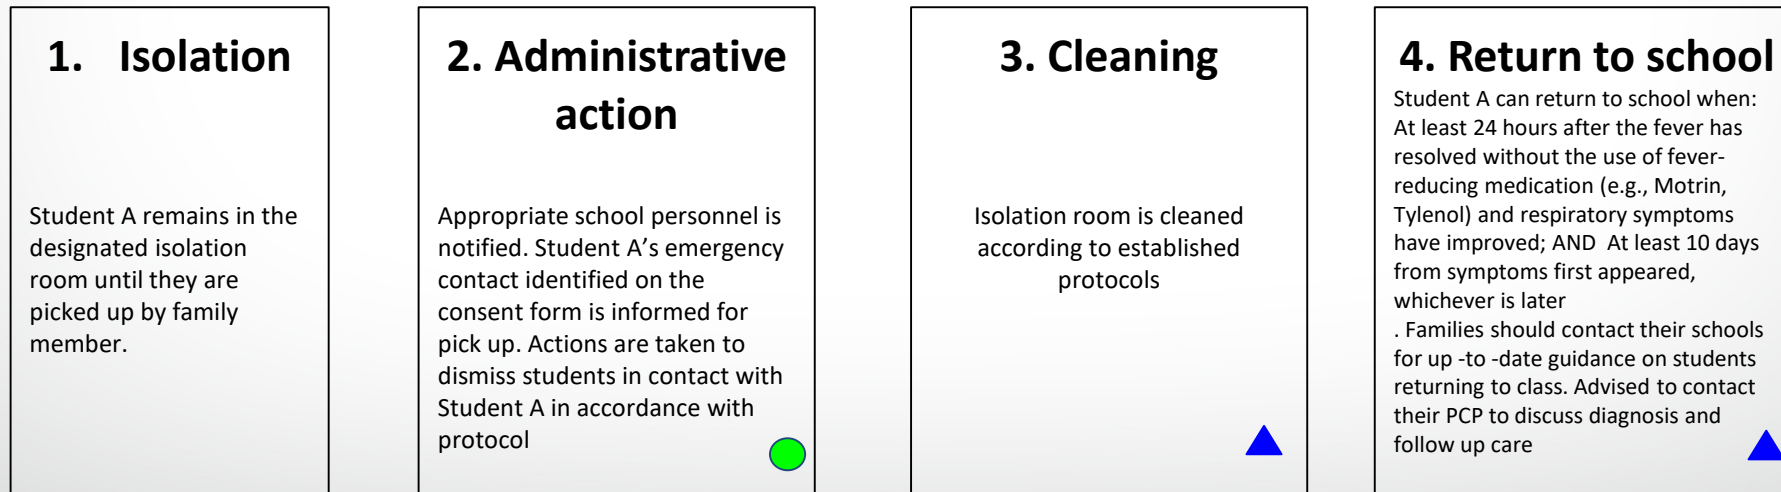 1. Isolation
Student A remains in the
designated isolation
room until they are
picked up by family
member.
2. Administrative
action
Appropriate school personnel is
notified. Student A’s emergency
contact identified on the
consent form is informed for
pick up. Actions are taken to
dismiss students in contact with
Student A in accordance with
protocol
3. Cleaning
Isolation room is cleaned
according to established
protocols
4. Return to school
Student A can return to school when:
At least 24 hours after the fever has
resolved without the use of fever-
reducing medication (e.g., Motrin,
Tylenol) and respiratory symptoms
have improved; AND At least 10 days
from symptoms first appeared,
whichever is later
. Families should contact their schools
for up -to -date guidance on students
returning to class. Advised to contact
their PCP to discuss diagnosis and
follow up care